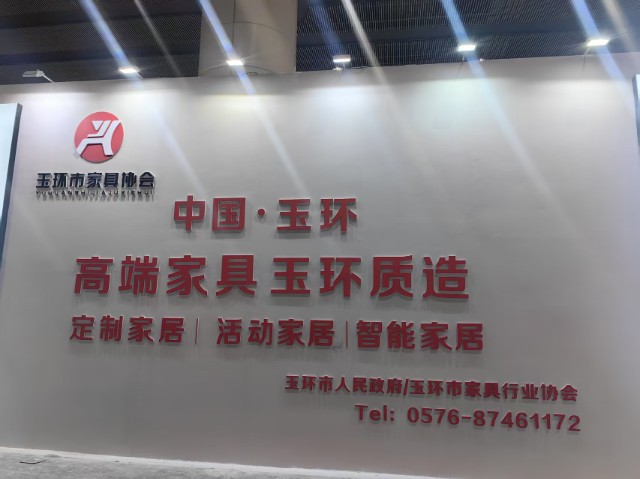 玉环市家具协会
中国·玉环
高端家具玉环质造
定制家居| 活动家居|智能家居
玉环市人民政府/玉环市家具行业协会
Tel: 0576-87461172